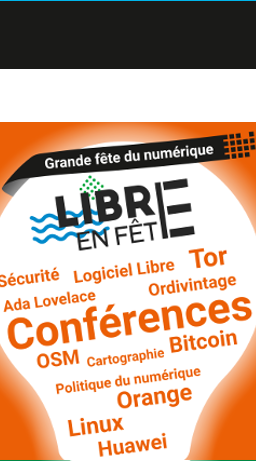 Grande fête du numérique
LIBRE
EN FÊTE
Sécurité Logiciel Libre Tor
Ada Lovelace Ordivintage
Conférences
OSM Cartographie Bitcoin
Politique du numérique
Orange
Linux
Huawei